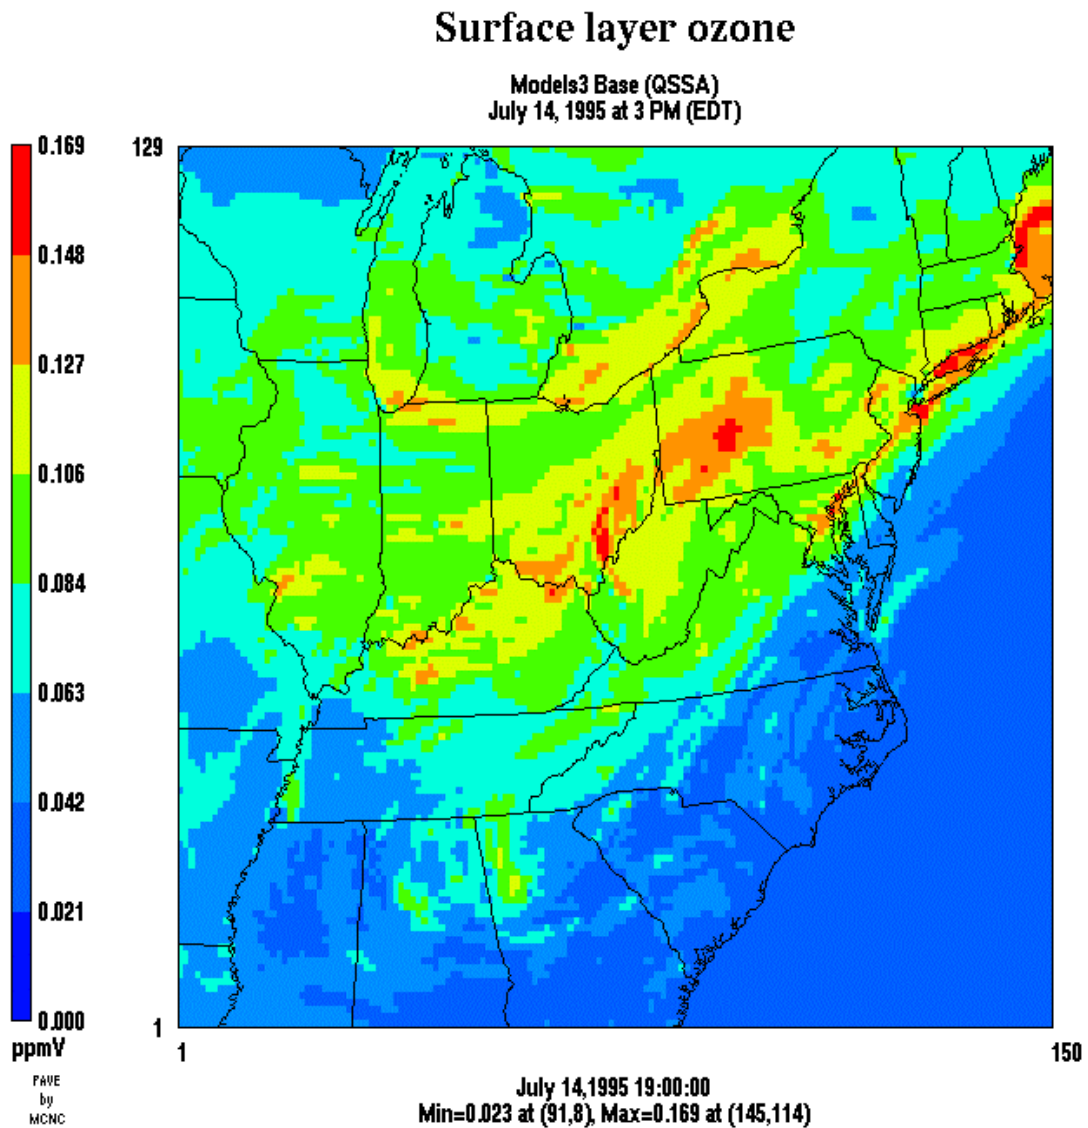 Surface layer ozone
Models3 Base (QSSA)
July 14, 1995 at 3 PM (EDT)
0.169
0.148
0.127
0.106
0.084
0.063
0.042
0.021
0.000
ppmV
PAVE
by
MCNC
129
1
1
150
July 14,1995 19:00:00
Min=0.023 at (91,8), Max=0.169 at (145,114)